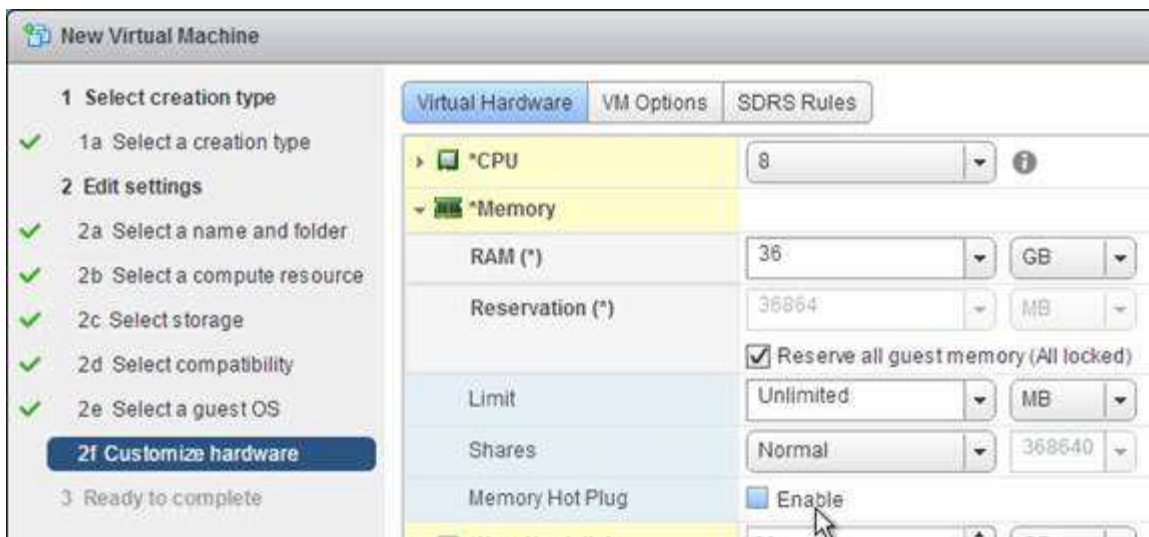 New Virtual Machine
1 Select creation type
1a Select a creation type
2 Edit settings
2a Select a name and folder
2b Select a compute resource
2c Select storage
2d Select compatibility
2e Select a guest OS
2f Customize hardware
3 Ready to complete
Virtual Hardware VM Options SDRS Rules
*CPU 8
*Memory
RAM (*) 36 GB
Reservation (*) 36864 MB
Reserve all guest memory (All locked)
Limit Unlimited MB
Shares Normal 368640
Memory Hot Plug Enable